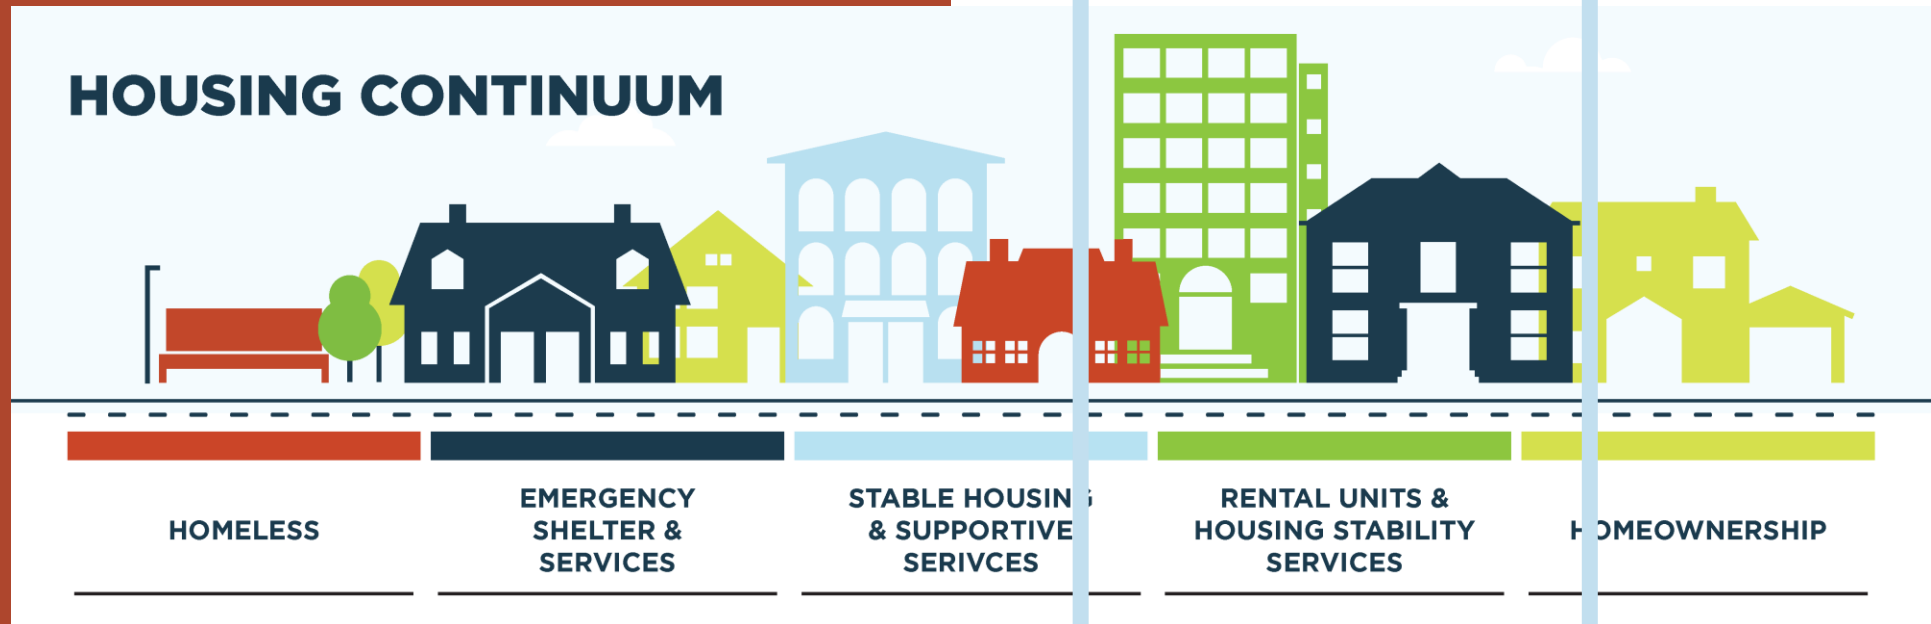 HOUSING CONTINUUM
HOMELESS
EMERGENCY
SHELTER &
SERVICES
STABLE HOUSING
& SUPPORTIVE
SERIVCES
RENTAL UNITS &
HOUSING STABILITY
SERVICES
HOMEOWNERSHIP